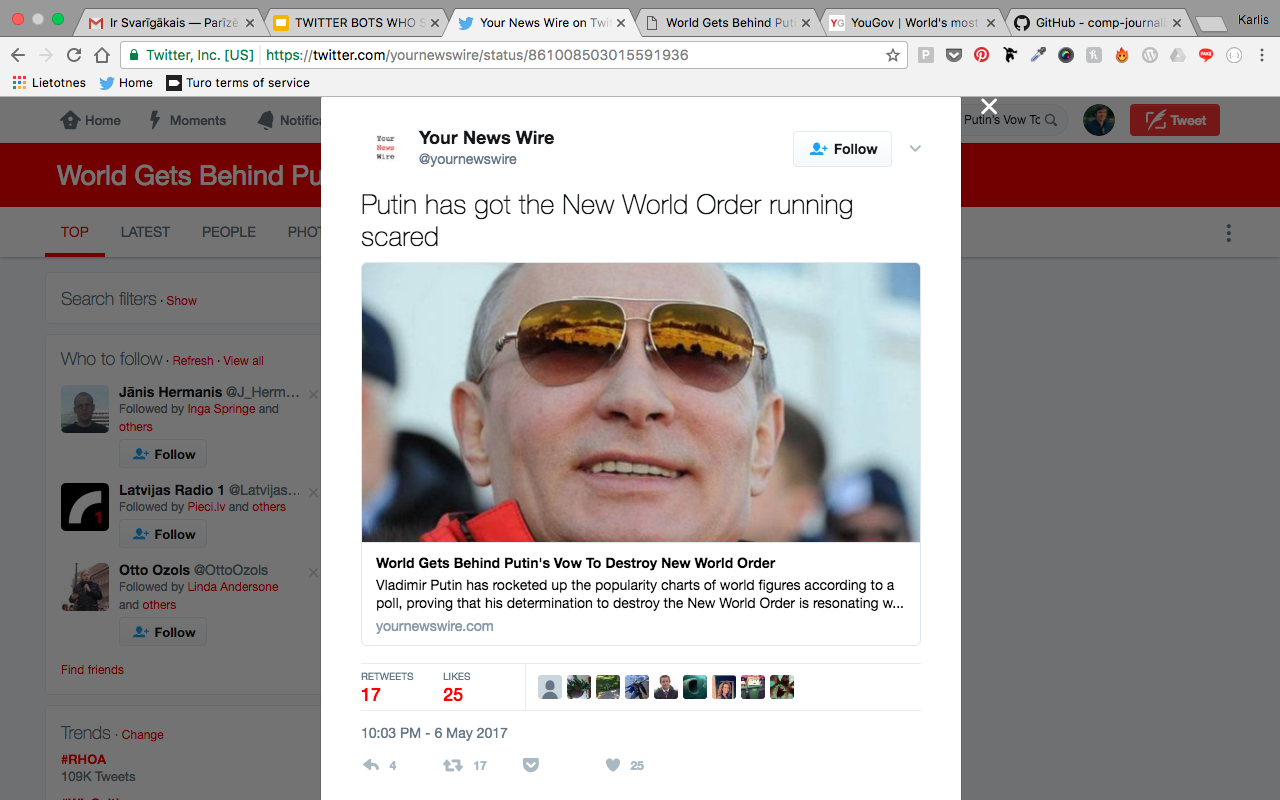 Ir Svarīgākais — Parīzē
TWITTER BOTS WHO S
Your News Wire on Twi
World Gets Behind Puti
YouGov | World's most
GitHub - comp-journali
Karlis
Twitter, Inc. [US]
https://twitter.com/yournewswire/status/861008503015591936
Lietotnes
Home
Turo terms of service
Home
Moments
Notifica
Putin's Vow Tc
Tweet
World Gets Behind Pu
TOP
LATEST
PEOPLE
PHOT
Search filters · Show
Who to follow · Refresh · View all
Jānis Hermanis @J_Herm...
Followed by Inga Springe and
others
Follow
Latvijas Radio 1 @Latvijas...
Followed by Pieci.lv and others
Follow
Otto Ozols @OttoOzols
Followed by Linda Andersone
and others
Follow
Find friends
Trends · Change
#RHOA
109K Tweets
Your
News
Wire
Your News Wire
@yournewswire
Follow
Putin has got the New World Order running
scared
World Gets Behind Putin's Vow To Destroy New World Order
Vladimir Putin has rocketed up the popularity charts of world figures according to a
poll, proving that his determination to destroy the New World Order is resonating w...
yournewswire.com
RETWEETS
17
LIKES
25
10:03 PM - 6 May 2017
4
17
25